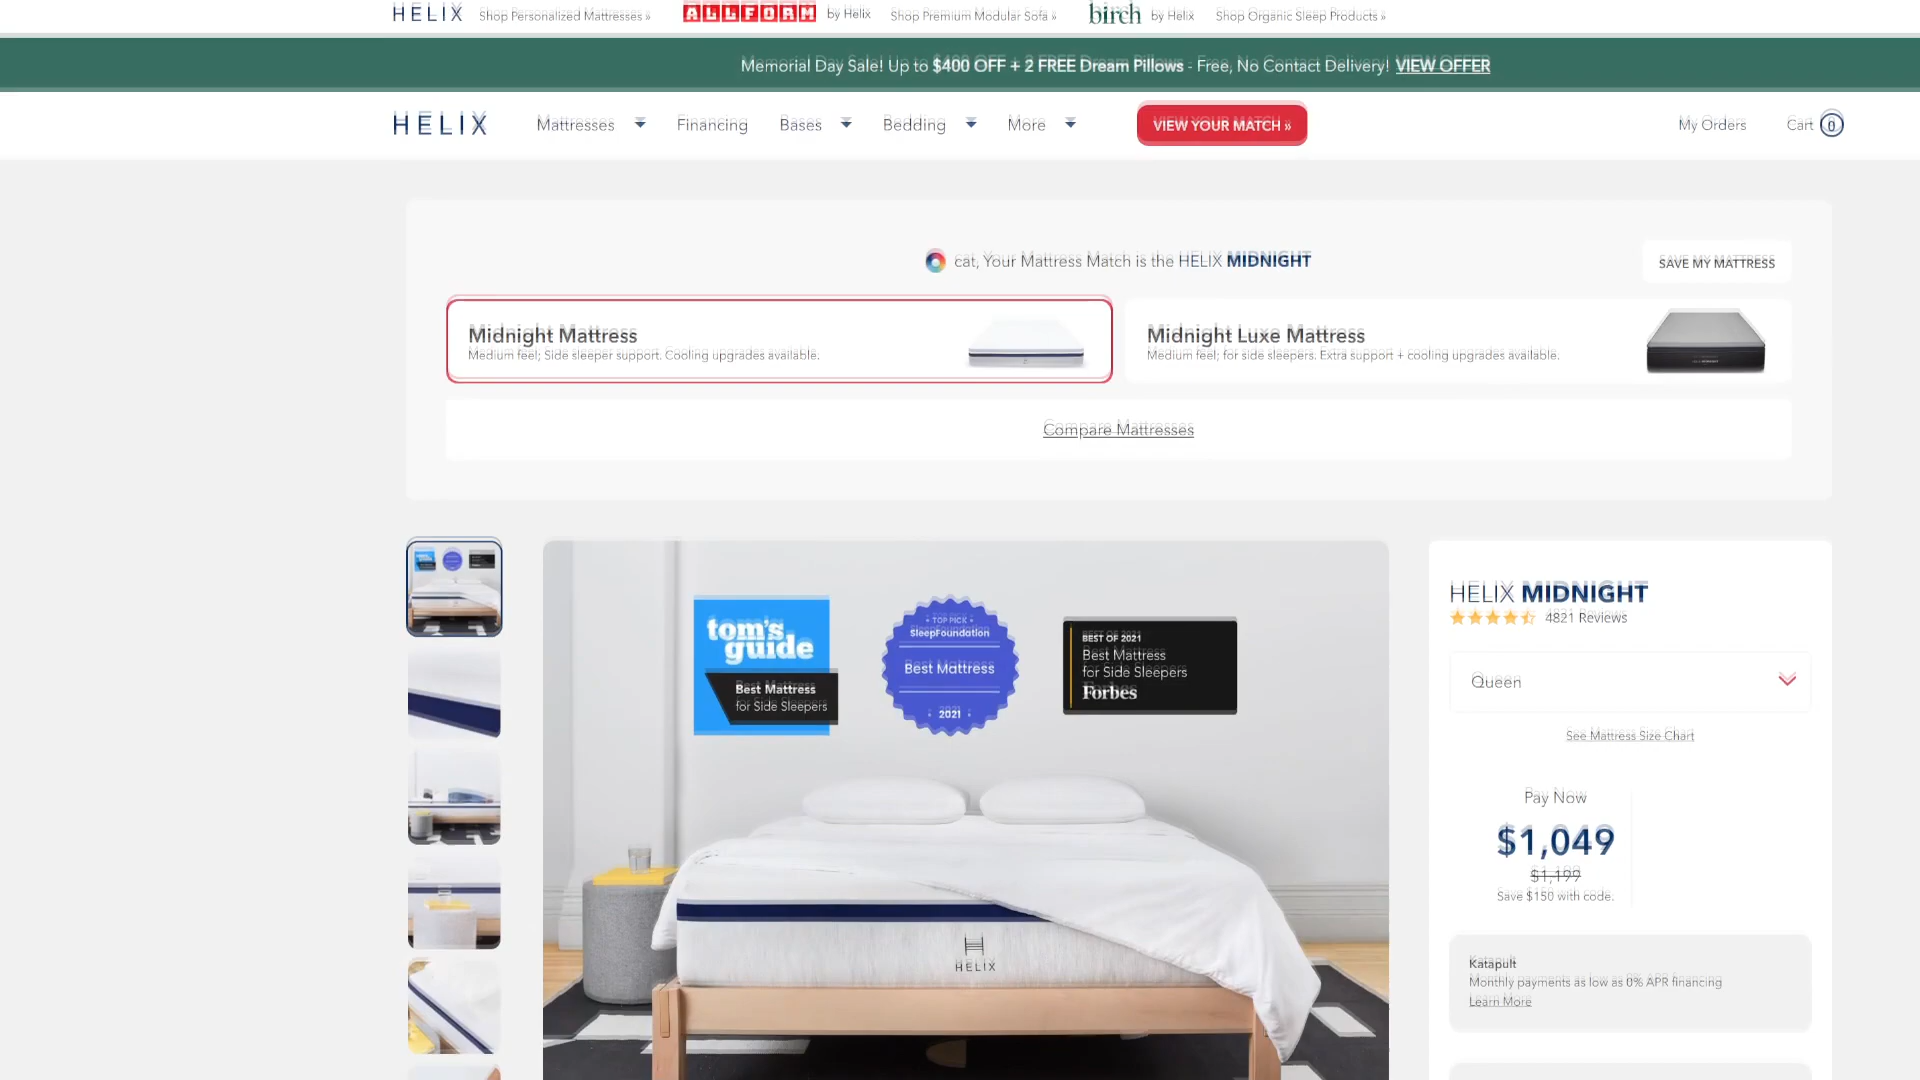 HELIX Shop Personalized Mattresses » ALLFORM by Helix Shop Premium Modular Sofa » birch by Helix Shop Organic Sleep Products »
Memorial Day Sale! Up to $400 OFF + 2 FREE Dream Pillows - Free, No Contact Delivery! VIEW OFFER
HELIX Mattresses Financing Bases Bedding More VIEW YOUR MATCH » My Orders Cart 0
cat, Your Mattress Match is the HELIX MIDNIGHT
SAVE MY MATTRESS
Midnight Mattress
Medium feel; Side sleeper support. Cooling upgrades available.
Midnight Luxe Mattress
Medium feel; for side sleepers. Extra support + cooling upgrades available.
Compare Mattresses
tom's
guide
Best Mattress
for Side Sleepers
TOP PICK
SleepFoundation
Best Mattress
2021
BEST OF 2021
Best Mattress
for Side Sleepers
Forbes
HELIX
HELIX MIDNIGHT
4821 Reviews
Queen
See Mattress Size Chart
Pay Now
$1,049
$1,199
Save $150 with code.
Katapult
Monthly payments as low as 0% APR financing
Learn More